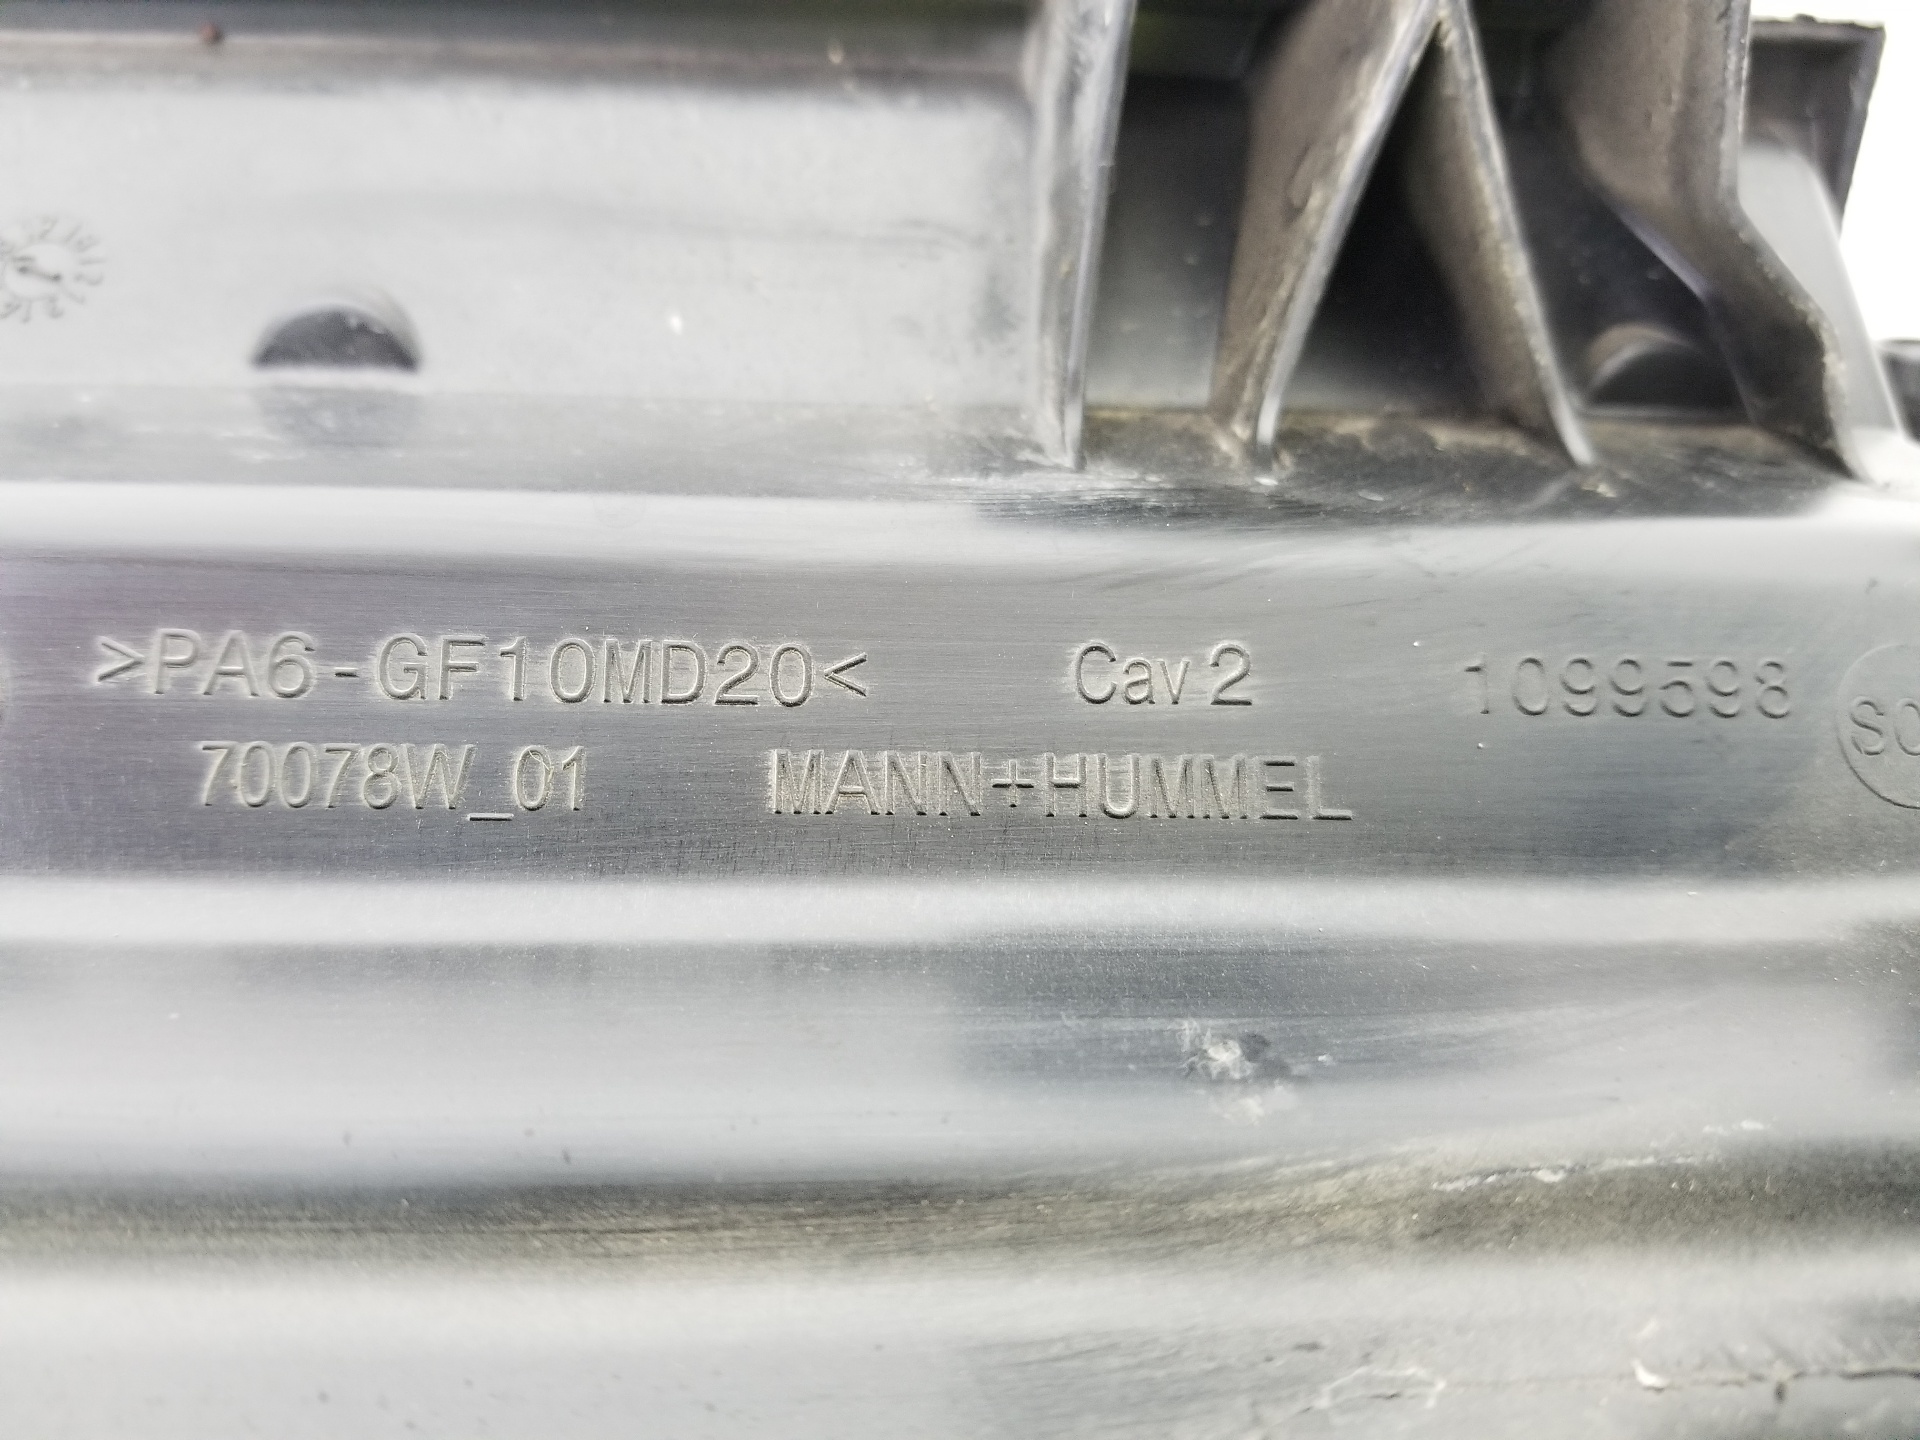 >PA6-GF10MD20< Cav 2 1099598
70078W_01 MANN+HUMMEL